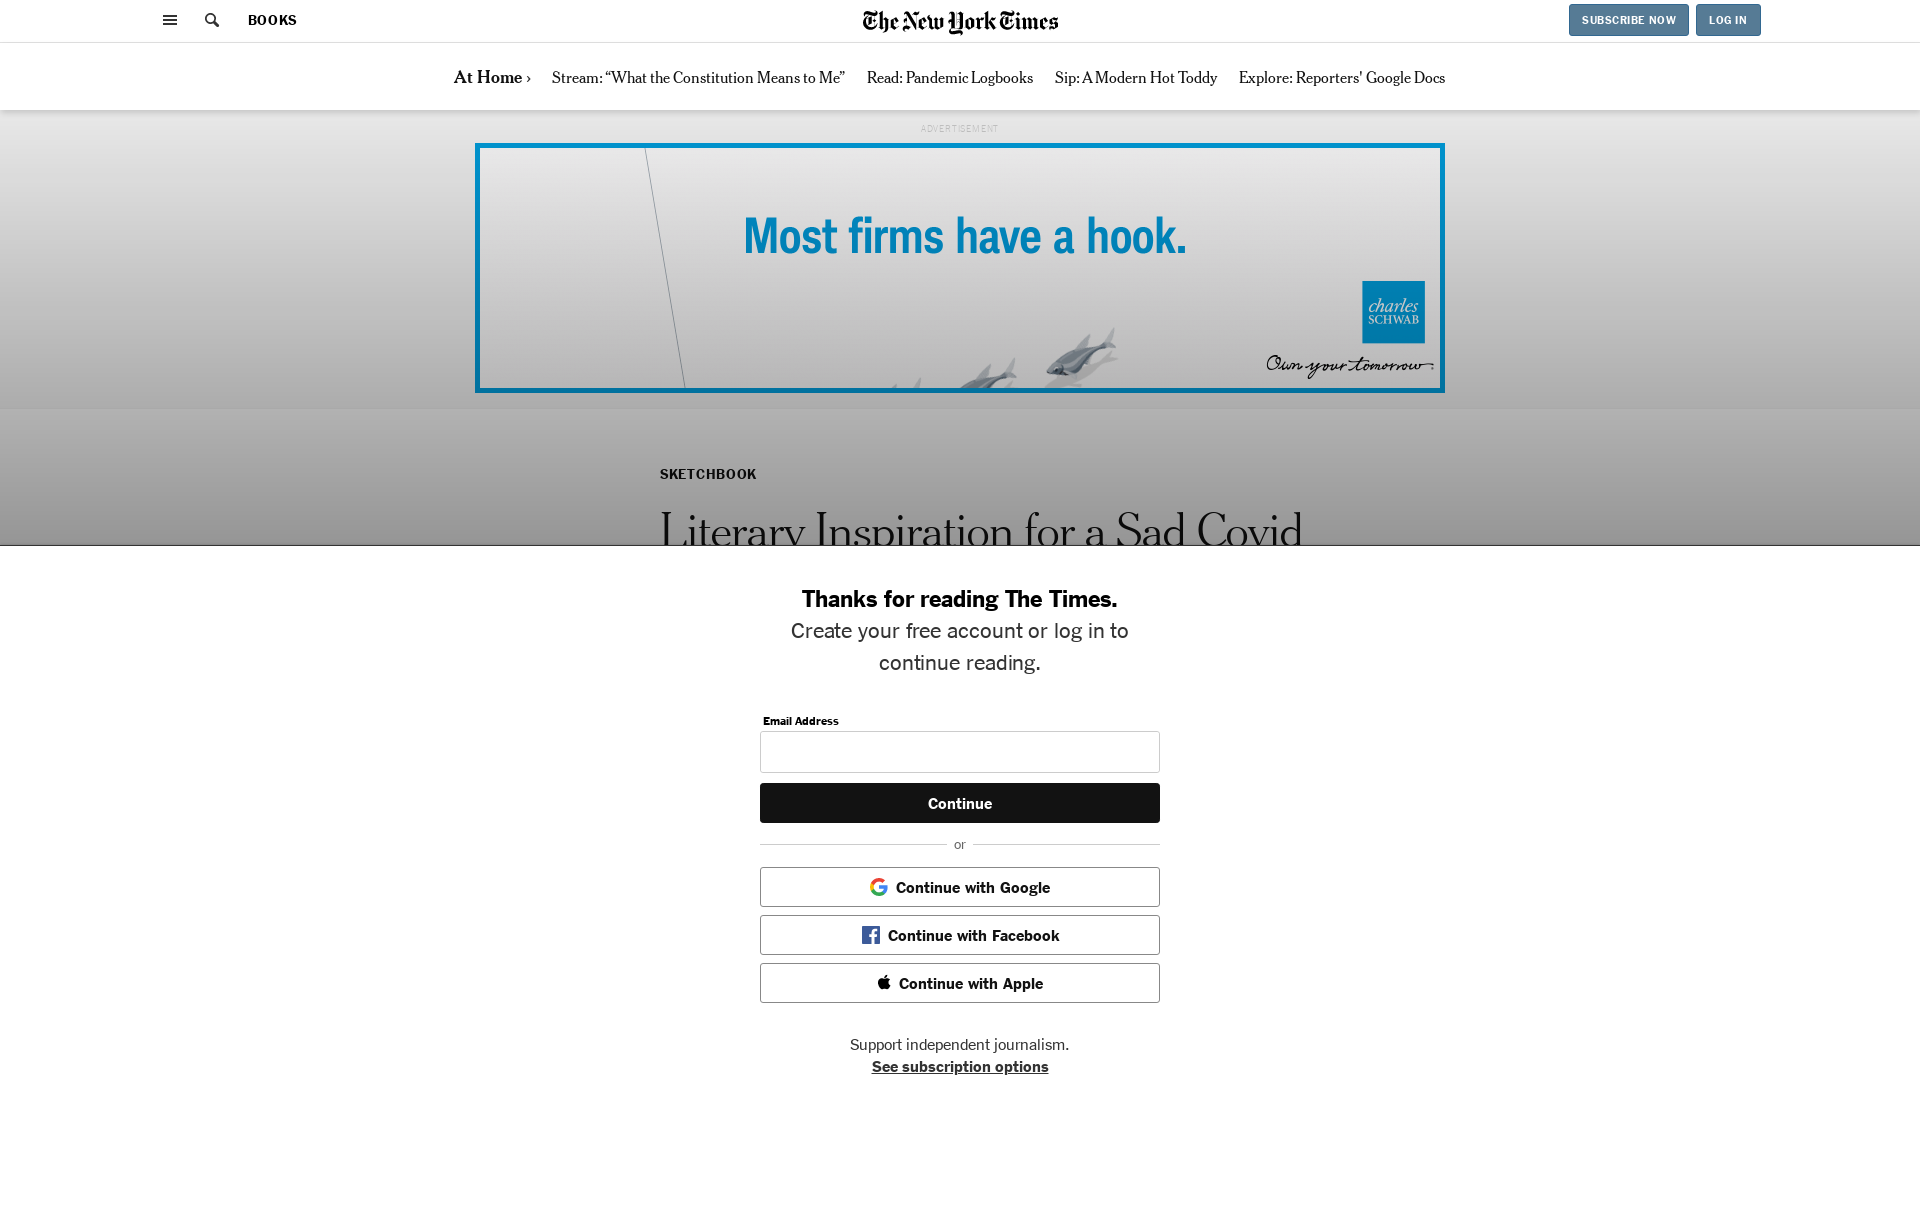 BOOKS
The New York Times
SUBSCRIBE NOW
LOG IN
At Home ›
Stream: “What the Constitution Means to Me”
Read: Pandemic Logbooks
Sip: A Modern Hot Toddy
Explore: Reporters' Google Docs
ADVERTISEMENT
Most firms have a hook.
charles
SCHWAB
Own your tomorrow
SKETCHBOOK
Literary Inspiration for a Sad Covid
Thanks for reading The Times.
Create your free account or log in to
continue reading.
Email Address
Continue
or
Continue with Google
Continue with Facebook
Continue with Apple
Support independent journalism.
See subscription options